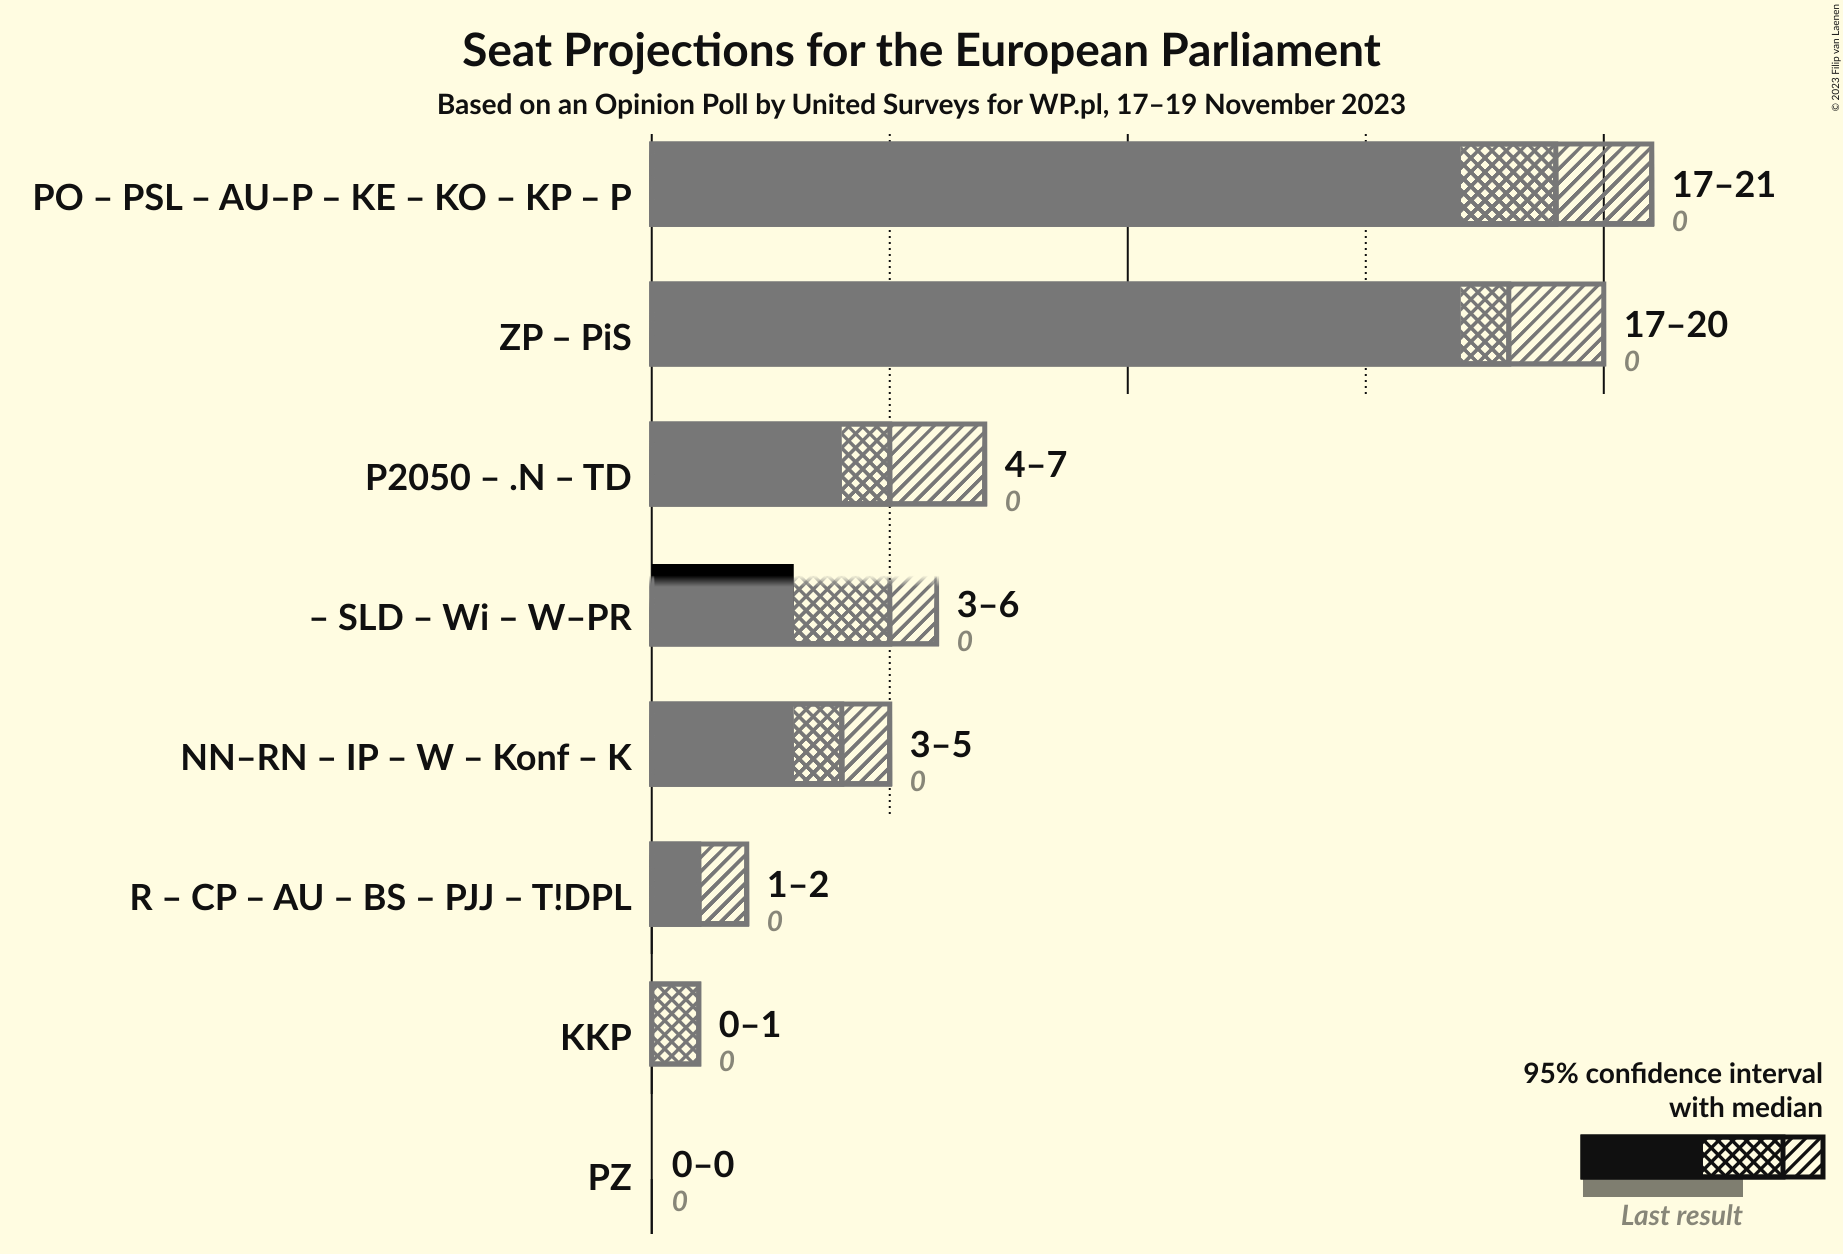 Seat Projections for the European Parliament
Based on an Opinion Poll by United Surveys for WP.pl, 17–19 November 2023
© 2023 Filip van Laenen
PO – PSL – AU–P – KE – KO – KP – P
17–21
0
ZP – PiS
17–20
0
P2050 – .N – TD
4–7
0
– SLD – Wi – W–PR
3–6
0
NN–RN – IP – W – Konf – K
3–5
0
R – CP – AU – BS – PJJ – T!DPL
1–2
0
KKP
0–1
0
PZ
0–0
0
95% confidence interval
with median
Last result